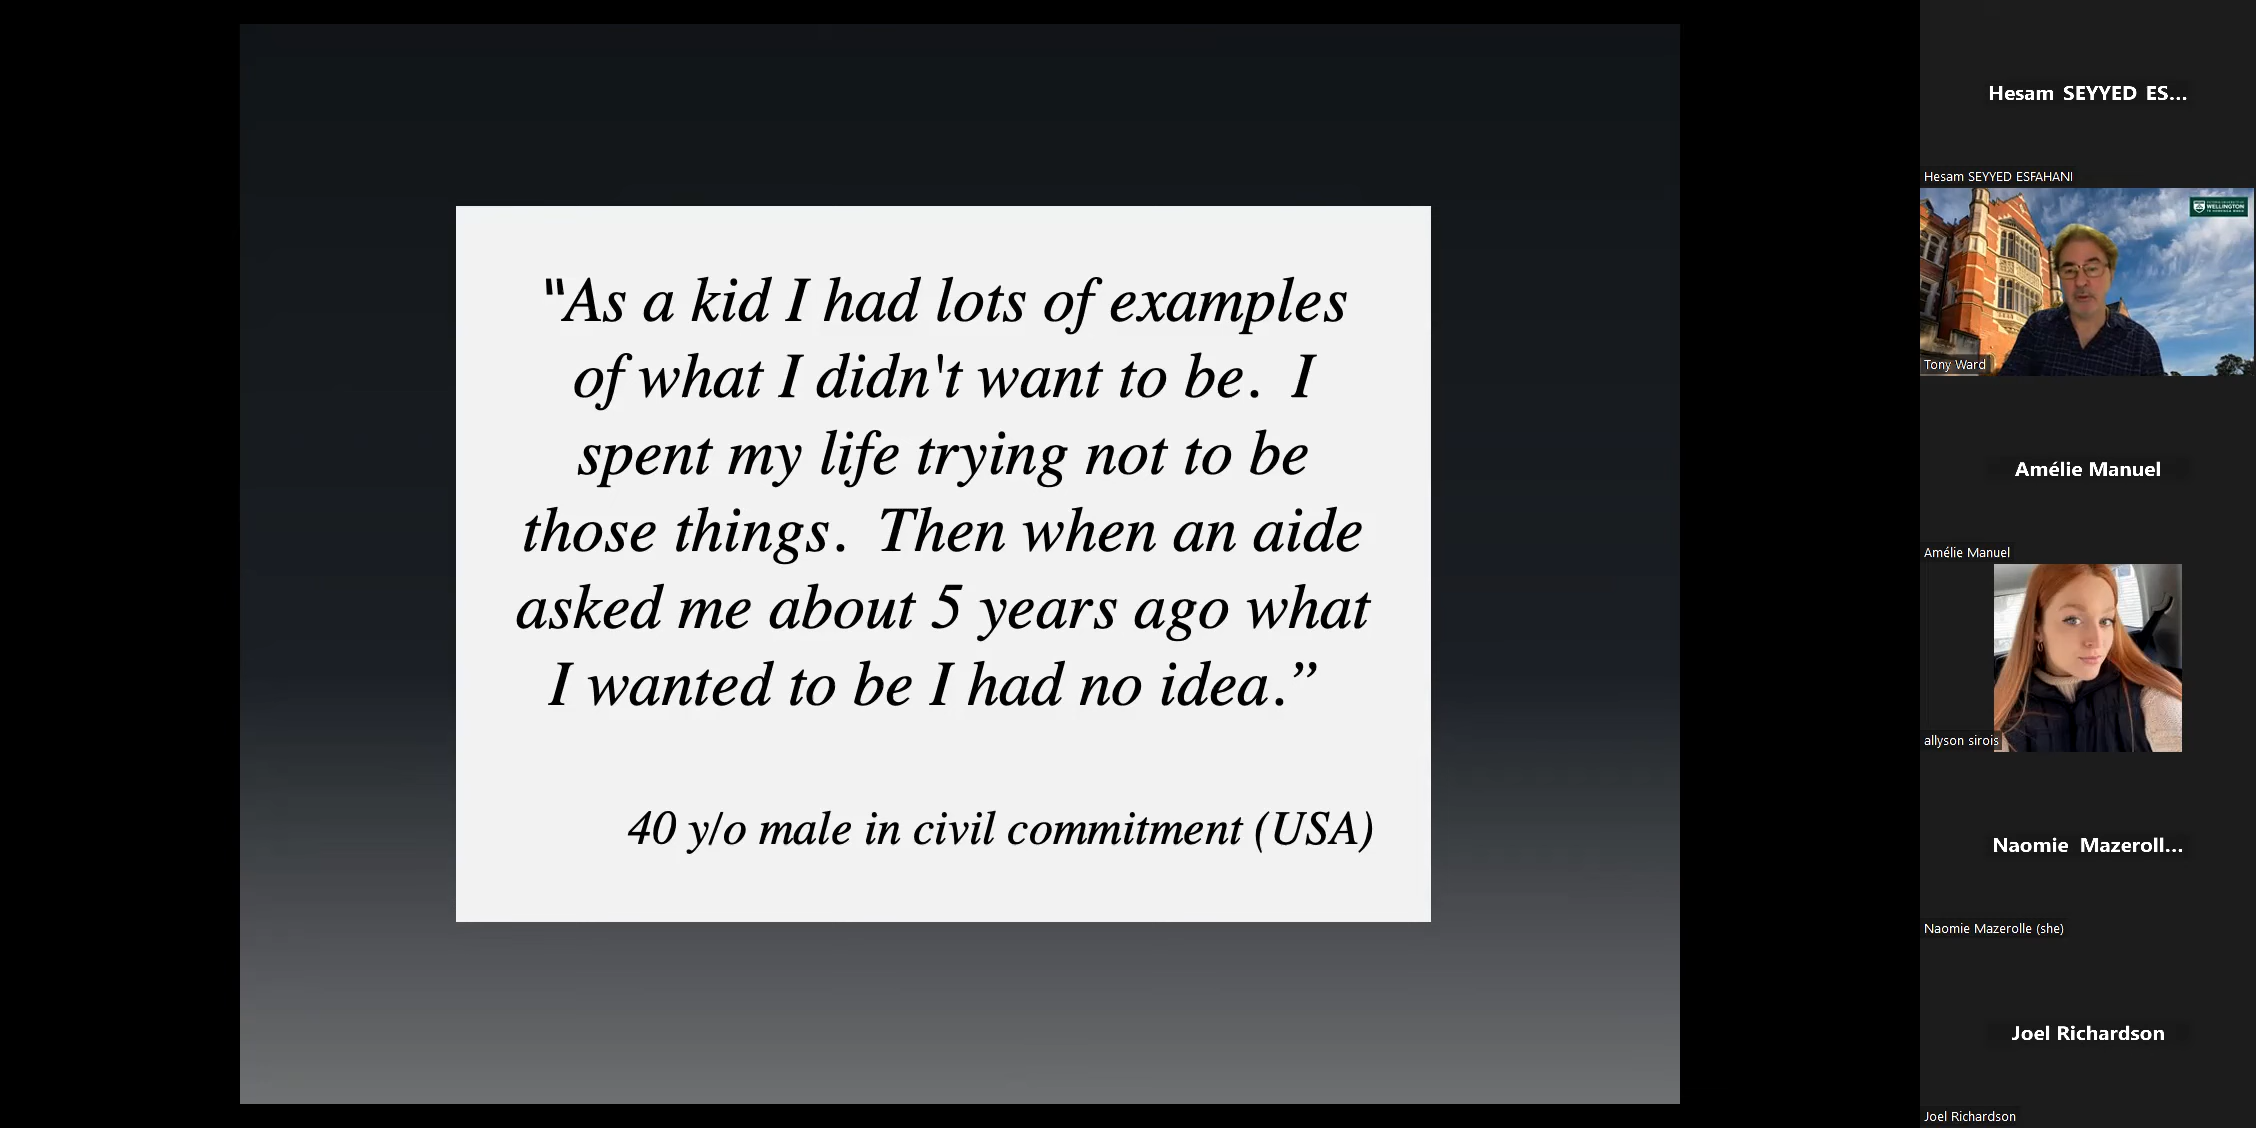 “As a kid I had lots of examples
of what I didn't want to be. I
spent my life trying not to be
those things. Then when an aide
asked me about 5 years ago what
I wanted to be I had no idea.”
40 y/o male in civil commitment (USA)
Hesam SEYYED ES...
Hesam SEYYED ESFAHANI
WELLINGTON
Tony Ward
Amélie Manuel
Amélie Manuel
allyson sirois
Naomie Mazeroll...
Naomie Mazerolle (she)
Joel Richardson
Joel Richardson